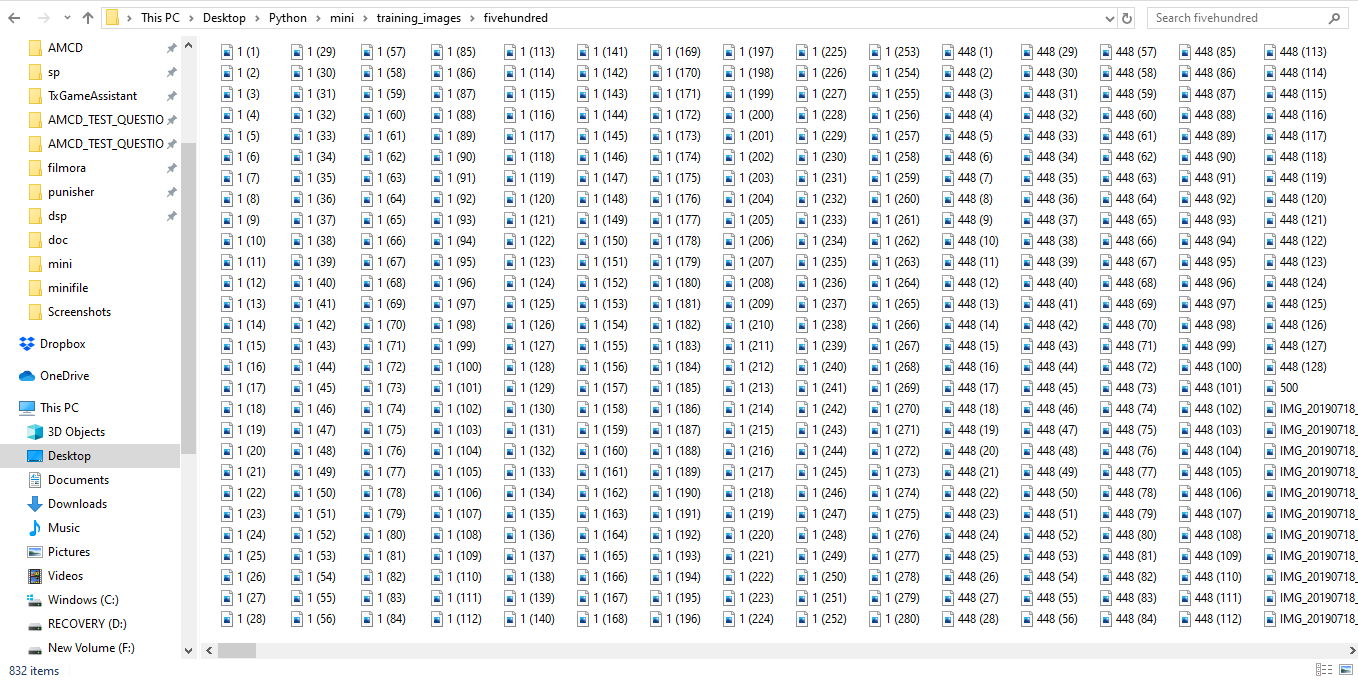 This PC > Desktop > Python > mini > training_images > fivehundred
Search fivehundred
AMCD
sp
TxGameAssistant
AMCD_TEST_QUESTIO
AMCD_TEST_QUESTIO
filmora
punisher
dsp
doc
mini
minifile
Screenshots
Dropbox
OneDrive
This PC
3D Objects
Desktop
Documents
Downloads
Music
Pictures
Videos
Windows (C:)
RECOVERY (D:)
New Volume (F:)
1 (1) 1 (29) 1 (57) 1 (85) 1 (113) 1 (141) 1 (169) 1 (197) 1 (225) 1 (253) 448 (1) 448 (29) 448 (57) 448 (85) 448 (113)
1 (2) 1 (30) 1 (58) 1 (86) 1 (114) 1 (142) 1 (170) 1 (198) 1 (226) 1 (254) 448 (2) 448 (30) 448 (58) 448 (86) 448 (114)
1 (3) 1 (31) 1 (59) 1 (87) 1 (115) 1 (143) 1 (171) 1 (199) 1 (227) 1 (255) 448 (3) 448 (31) 448 (59) 448 (87) 448 (115)
1 (4) 1 (32) 1 (60) 1 (88) 1 (116) 1 (144) 1 (172) 1 (200) 1 (228) 1 (256) 448 (4) 448 (32) 448 (60) 448 (88) 448 (116)
1 (5) 1 (33) 1 (61) 1 (89) 1 (117) 1 (145) 1 (173) 1 (201) 1 (229) 1 (257) 448 (5) 448 (33) 448 (61) 448 (89) 448 (117)
1 (6) 1 (34) 1 (62) 1 (90) 1 (118) 1 (146) 1 (174) 1 (202) 1 (230) 1 (258) 448 (6) 448 (34) 448 (62) 448 (90) 448 (118)
1 (7) 1 (35) 1 (63) 1 (91) 1 (119) 1 (147) 1 (175) 1 (203) 1 (231) 1 (259) 448 (7) 448 (35) 448 (63) 448 (91) 448 (119)
1 (8) 1 (36) 1 (64) 1 (92) 1 (120) 1 (148) 1 (176) 1 (204) 1 (232) 1 (260) 448 (8) 448 (36) 448 (64) 448 (92) 448 (120)
1 (9) 1 (37) 1 (65) 1 (93) 1 (121) 1 (149) 1 (177) 1 (205) 1 (233) 1 (261) 448 (9) 448 (37) 448 (65) 448 (93) 448 (121)
1 (10) 1 (38) 1 (66) 1 (94) 1 (122) 1 (150) 1 (178) 1 (206) 1 (234) 1 (262) 448 (10) 448 (38) 448 (66) 448 (94) 448 (122)
1 (11) 1 (39) 1 (67) 1 (95) 1 (123) 1 (151) 1 (179) 1 (207) 1 (235) 1 (263) 448 (11) 448 (39) 448 (67) 448 (95) 448 (123)
1 (12) 1 (40) 1 (68) 1 (96) 1 (124) 1 (152) 1 (180) 1 (208) 1 (236) 1 (264) 448 (12) 448 (40) 448 (68) 448 (96) 448 (124)
1 (13) 1 (41) 1 (69) 1 (97) 1 (125) 1 (153) 1 (181) 1 (209) 1 (237) 1 (265) 448 (13) 448 (41) 448 (69) 448 (97) 448 (125)
1 (14) 1 (42) 1 (70) 1 (98) 1 (126) 1 (154) 1 (182) 1 (210) 1 (238) 1 (266) 448 (14) 448 (42) 448 (70) 448 (98) 448 (126)
1 (15) 1 (43) 1 (71) 1 (99) 1 (127) 1 (155) 1 (183) 1 (211) 1 (239) 1 (267) 448 (15) 448 (43) 448 (71) 448 (99) 448 (127)
1 (16) 1 (44) 1 (72) 1 (100) 1 (128) 1 (156) 1 (184) 1 (212) 1 (240) 1 (268) 448 (16) 448 (44) 448 (72) 448 (100) 448 (128)
1 (17) 1 (45) 1 (73) 1 (101) 1 (129) 1 (157) 1 (185) 1 (213) 1 (241) 1 (269) 448 (17) 448 (45) 448 (73) 448 (101) 500
1 (18) 1 (46) 1 (74) 1 (102) 1 (130) 1 (158) 1 (186) 1 (214) 1 (242) 1 (270) 448 (18) 448 (46) 448 (74) 448 (102) IMG_20190718_
1 (19) 1 (47) 1 (75) 1 (103) 1 (131) 1 (159) 1 (187) 1 (215) 1 (243) 1 (271) 448 (19) 448 (47) 448 (75) 448 (103) IMG_20190718_
1 (20) 1 (48) 1 (76) 1 (104) 1 (132) 1 (160) 1 (188) 1 (216) 1 (244) 1 (272) 448 (20) 448 (48) 448 (76) 448 (104) IMG_20190718_
1 (21) 1 (49) 1 (77) 1 (105) 1 (133) 1 (161) 1 (189) 1 (217) 1 (245) 1 (273) 448 (21) 448 (49) 448 (77) 448 (105) IMG_20190718_
1 (22) 1 (50) 1 (78) 1 (106) 1 (134) 1 (162) 1 (190) 1 (218) 1 (246) 1 (274) 448 (22) 448 (50) 448 (78) 448 (106) IMG_20190718_
1 (23) 1 (51) 1 (79) 1 (107) 1 (135) 1 (163) 1 (191) 1 (219) 1 (247) 1 (275) 448 (23) 448 (51) 448 (79) 448 (107) IMG_20190718_
1 (24) 1 (52) 1 (80) 1 (108) 1 (136) 1 (164) 1 (192) 1 (220) 1 (248) 1 (276) 448 (24) 448 (52) 448 (80) 448 (108) IMG_20190718_
1 (25) 1 (53) 1 (81) 1 (109) 1 (137) 1 (165) 1 (193) 1 (221) 1 (249) 1 (277) 448 (25) 448 (53) 448 (81) 448 (109) IMG_20190718_
1 (26) 1 (54) 1 (82) 1 (110) 1 (138) 1 (166) 1 (194) 1 (222) 1 (250) 1 (278) 448 (26) 448 (54) 448 (82) 448 (110) IMG_20190718_
1 (27) 1 (55) 1 (83) 1 (111) 1 (139) 1 (167) 1 (195) 1 (223) 1 (251) 1 (279) 448 (27) 448 (55) 448 (83) 448 (111) IMG_20190718_
1 (28) 1 (56) 1 (84) 1 (112) 1 (140) 1 (168) 1 (196) 1 (224) 1 (252) 1 (280) 448 (28) 448 (56) 448 (84) 448 (112) IMG_20190718_
832 items